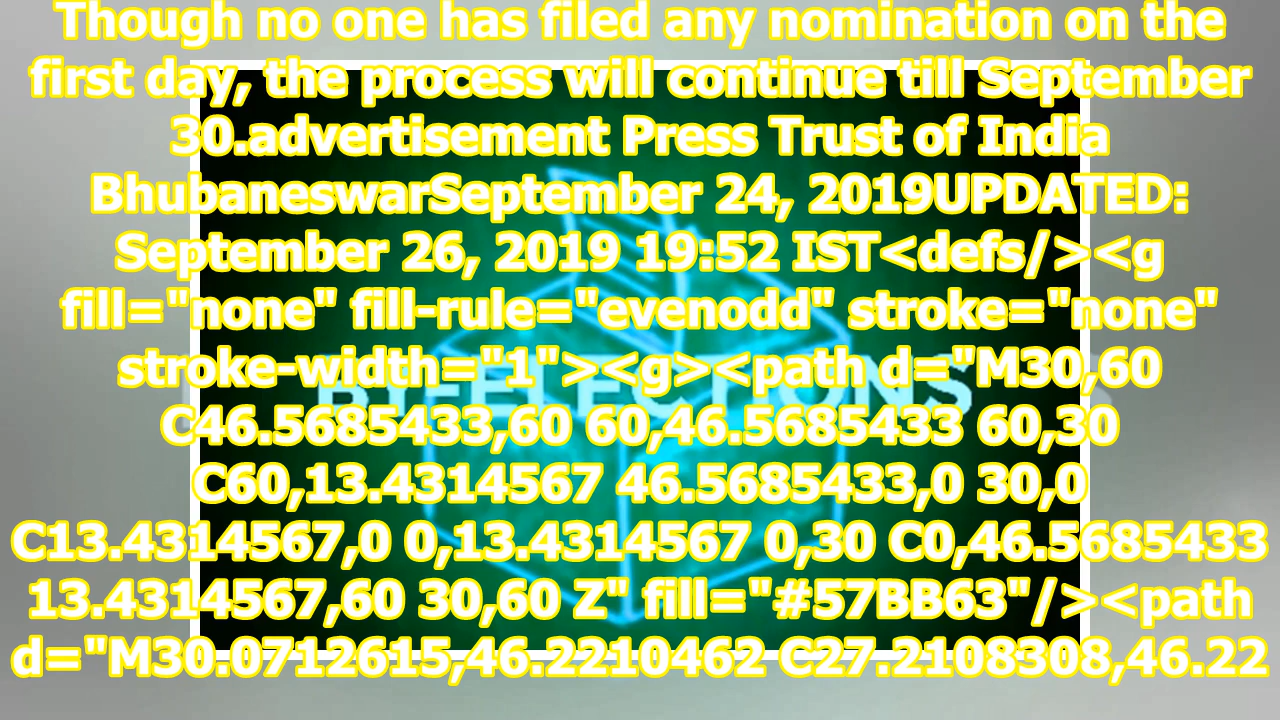 Though no one has filed any nomination on the
first day, the process will continue till September
30.advertisement Press Trust of India
BhubaneswarSeptember 24, 2019UPDATED:
September 26, 2019 19:52 IST<defs/><g
fill="none" fill-rule="evenodd" stroke="none"
stroke-width="1"><g><path d="M30,60
C46.5685433,60 60,46.5685433 60,30
C60,13.4314567 46.5685433,0 30,0
C13.4314567,0 0,13.4314567 0,30 C0,46.5685433
13.4314567,60 30,60 Z" fill="#57BB63"/><path
d="M30.0712615,46.2210462 C27.2108308,46.22
BY-ELECTIONS